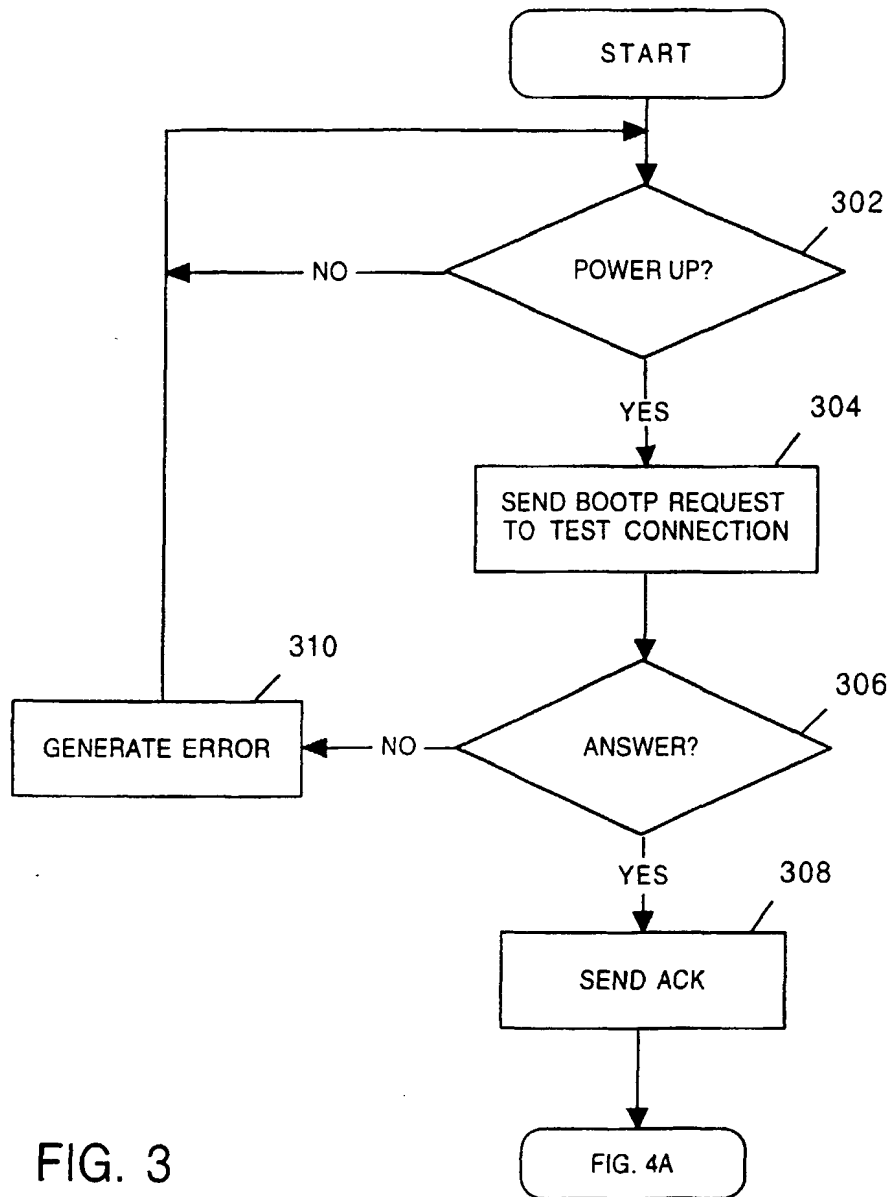 START
302
POWER UP?
NO
YES
304
SEND BOOTP REQUEST
TO TEST CONNECTION
310
306
GENERATE ERROR
NO
ANSWER?
YES
308
SEND ACK
FIG. 4A
FIG. 3